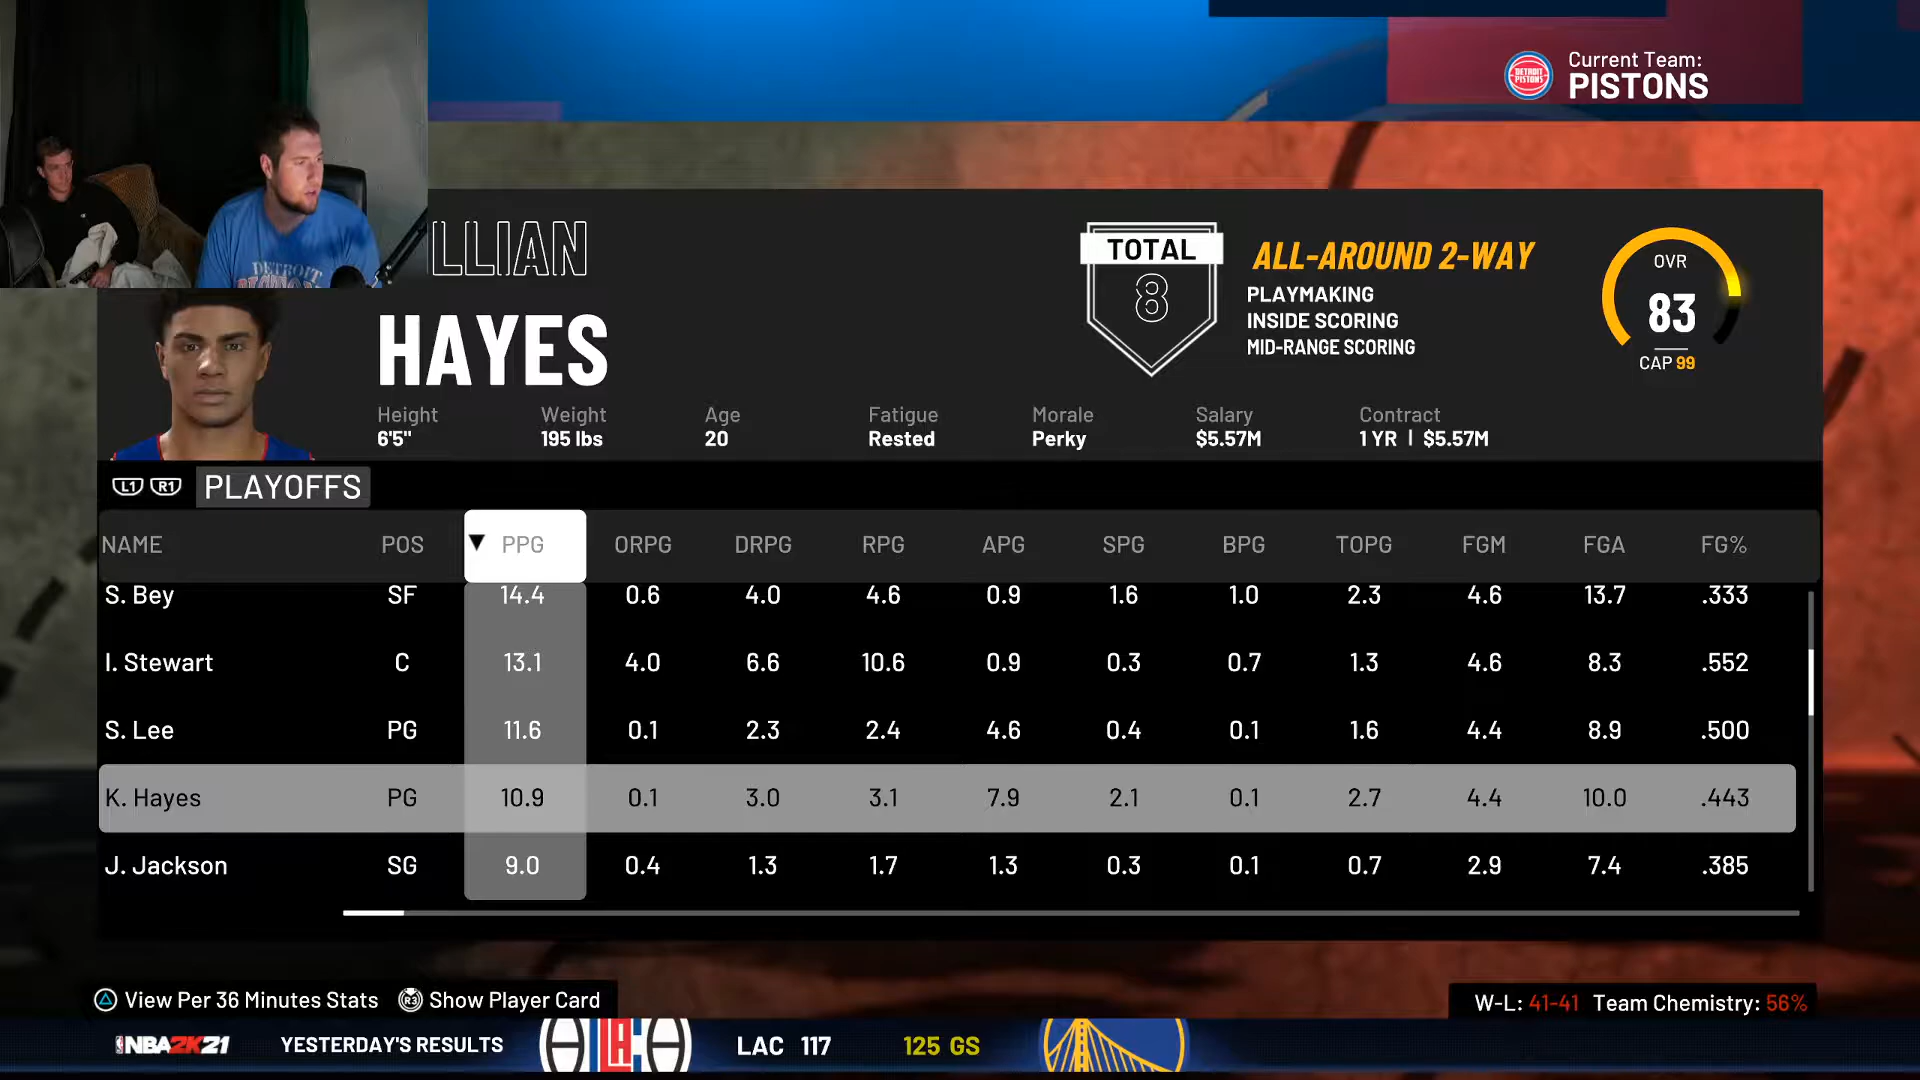 Current Team:
PISTONS
DETROIT PISTONS
DETROIT
LLIAN
HAYES
TOTAL
8
ALL-AROUND 2-WAY
PLAYMAKING
INSIDE SCORING
MID-RANGE SCORING
OVR
83
CAP 99
Height Weight Age Fatigue Morale Salary Contract
6'5" 195 lbs 20 Rested Perky $5.57M 1 YR | $5.57M
L1 R1 PLAYOFFS
NAME POS ▼ PPG ORPG DRPG RPG APG SPG BPG TOPG FGM FGA FG%
S. Bey SF 14.4 0.6 4.0 4.6 0.9 1.6 1.0 2.3 4.6 13.7 .333
I. Stewart C 13.1 4.0 6.6 10.6 0.9 0.3 0.7 1.3 4.6 8.3 .552
S. Lee PG 11.6 0.1 2.3 2.4 4.6 0.4 0.1 1.6 4.4 8.9 .500
K. Hayes PG 10.9 0.1 3.0 3.1 7.9 2.1 0.1 2.7 4.4 10.0 .443
J. Jackson SG 9.0 0.4 1.3 1.7 1.3 0.3 0.1 0.7 2.9 7.4 .385
View Per 36 Minutes Stats R3 Show Player Card
W-L: 41-41 Team Chemistry: 56%
NBA2K21 YESTERDAY'S RESULTS LAC 117 125 GS